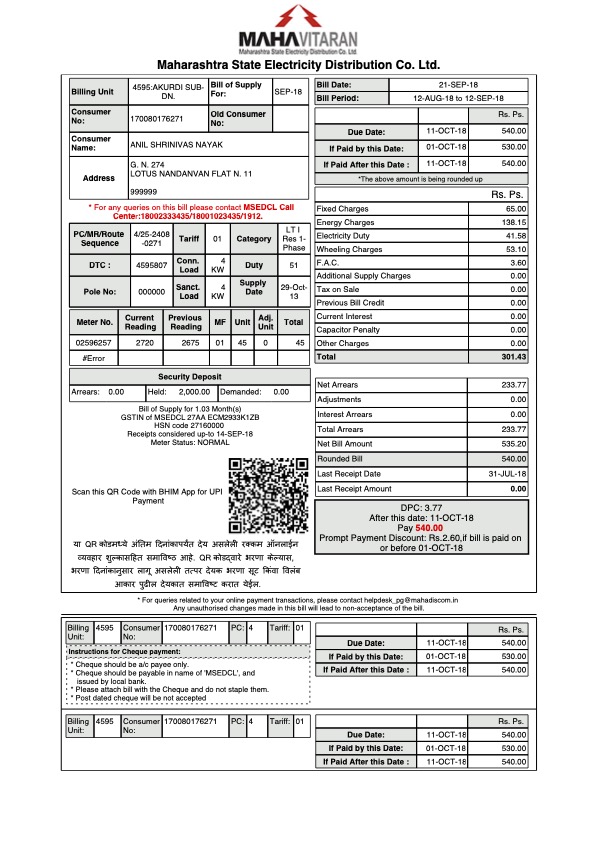 MAHAVITARAN
Maharashtra State Electricity Distribution Co. Ltd.
Maharashtra State Electricity Distribution Co. Ltd.
Billing Unit 4595:AKURDI SUB-DN. Bill of Supply For: SEP-18
Consumer No: 170080176271 Old Consumer No:
Consumer Name: ANIL SHRINIVAS NAYAK
Address G. N. 274
LOTUS NANDANVAN FLAT N. 11
999999
* For any queries on this bill please contact MSEDCL Call
Center:18002333435/18001023435/1912.
PC/MR/Route Sequence 4/25-2408-0271 Tariff 01 Category LT I Res 1-Phase
DTC : 4595807 Conn. Load 4 KW Duty 51
Pole No: 000000 Sanct. Load 4 KW Supply Date 29-Oct-13
Meter No. Current Reading Previous Reading MF Unit Adj. Unit Total
02596257 2720 2675 01 45 0 45
#Error
Security Deposit
Arrears: 0.00 Held: 2,000.00 Demanded: 0.00
Bill of Supply for 1.03 Month(s)
GSTIN of MSEDCL 27AA ECM2933K1ZB
HSN code 27160000
Receipts considered up-to 14-SEP-18
Meter Status: NORMAL
Scan this QR Code with BHIM App for UPI
Payment
या QR कोडमध्ये अंतिम दिनांकापर्यंत देय असलेली रक्कम ऑनलाईन
व्यवहार शुल्कासहित समाविष्ठ आहे. QR कोडद्वारे भरणा केल्यास,
भरणा दिनांकानुसार लागू असलेली तत्पर देयक भरणा सूट किंवा विलंब
आकार पुढील देयकात समाविष्ट करात येईल.
Bill Date: 21-SEP-18
Bill Period: 12-AUG-18 to 12-SEP-18
Rs. Ps.
Due Date: 11-OCT-18 540.00
If Paid by this Date: 01-OCT-18 530.00
If Paid After this Date : 11-OCT-18 540.00
*The above amount is being rounded up
Rs. Ps.
Fixed Charges 65.00
Energy Charges 138.15
Electricity Duty 41.58
Wheeling Charges 53.10
F.A.C. 3.60
Additional Supply Charges 0.00
Tax on Sale 0.00
Previous Bill Credit 0.00
Current Interest 0.00
Capacitor Penalty 0.00
Other Charges 0.00
Total 301.43
Net Arrears 233.77
Adjustments 0.00
Interest Arrears 0.00
Total Arrears 233.77
Net Bill Amount 535.20
Rounded Bill 540.00
Last Receipt Date 31-JUL-18
Last Receipt Amount 0.00
DPC: 3.77
After this date: 11-OCT-18
Pay 540.00
Prompt Payment Discount: Rs.2.60,if bill is paid on
or before 01-OCT-18
* For queries related to your online payment transactions, please contact helpdesk_pg@mahadiscom.in
Any unauthorised changes made in this bill will lead to non-acceptance of the bill.
Billing Unit: 4595 Consumer No: 170080176271 PC: 4 Tariff: 01
Instructions for Cheque payment:
* Cheque should be a/c payee only.
* Cheque should be payable in name of 'MSEDCL', and
issued by local bank.
* Please attach bill with the Cheque and do not staple them.
* Post dated cheque will not be accepted
Rs. Ps.
Due Date: 11-OCT-18 540.00
If Paid by this Date: 01-OCT-18 530.00
If Paid After this Date : 11-OCT-18 540.00
Billing Unit: 4595 Consumer No: 170080176271 PC: 4 Tariff: 01
Rs. Ps.
Due Date: 11-OCT-18 540.00
If Paid by this Date: 01-OCT-18 530.00
If Paid After this Date : 11-OCT-18 540.00